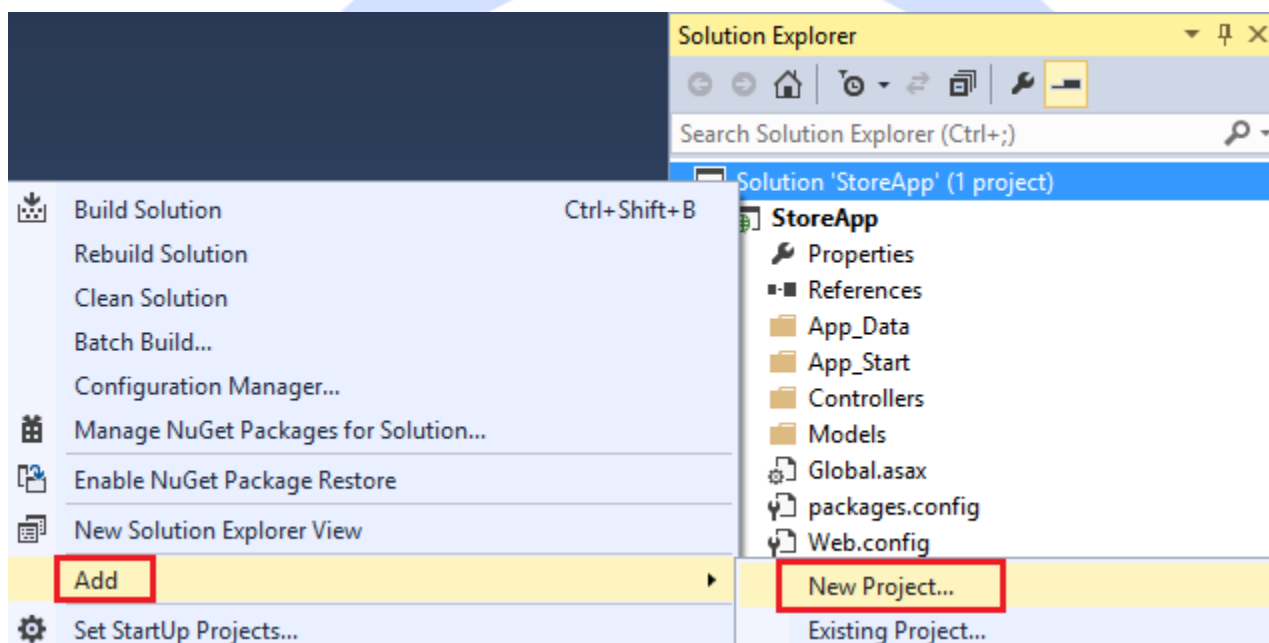 Solution Explorer
Search Solution Explorer (Ctrl+;)
Solution 'StoreApp' (1 project)
StoreApp
Properties
References
App_Data
App_Start
Controllers
Models
Global.asax
packages.config
Web.config
Build Solution Ctrl+Shift+B
Rebuild Solution
Clean Solution
Batch Build...
Configuration Manager...
Manage NuGet Packages for Solution...
Enable NuGet Package Restore
New Solution Explorer View
Add
Set StartUp Projects...
New Project...
Existing Project...